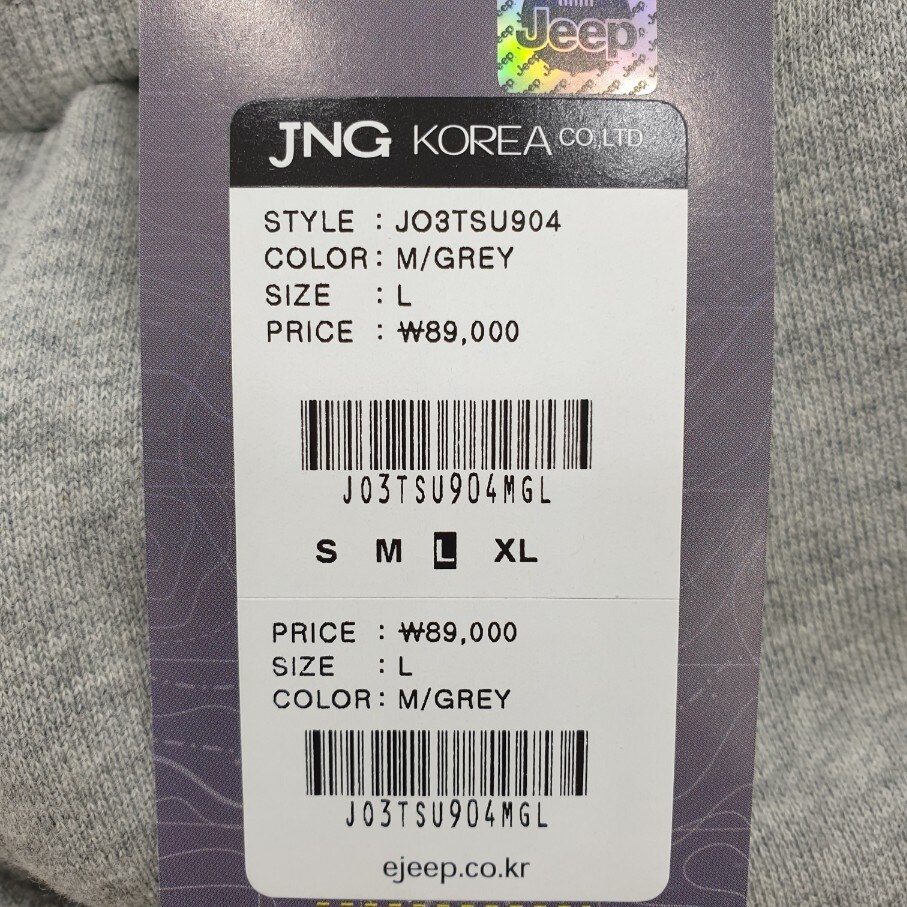 Jeep
JNG KOREA CO.,LTD.
STYLE : JO3TSU904
COLOR : M/GREY
SIZE : L
PRICE : ₩89,000
JO3TSU904MGL
S M L XL
PRICE : ₩89,000
SIZE : L
COLOR : M/GREY
JO3TSU904MGL
ejeep.co.kr